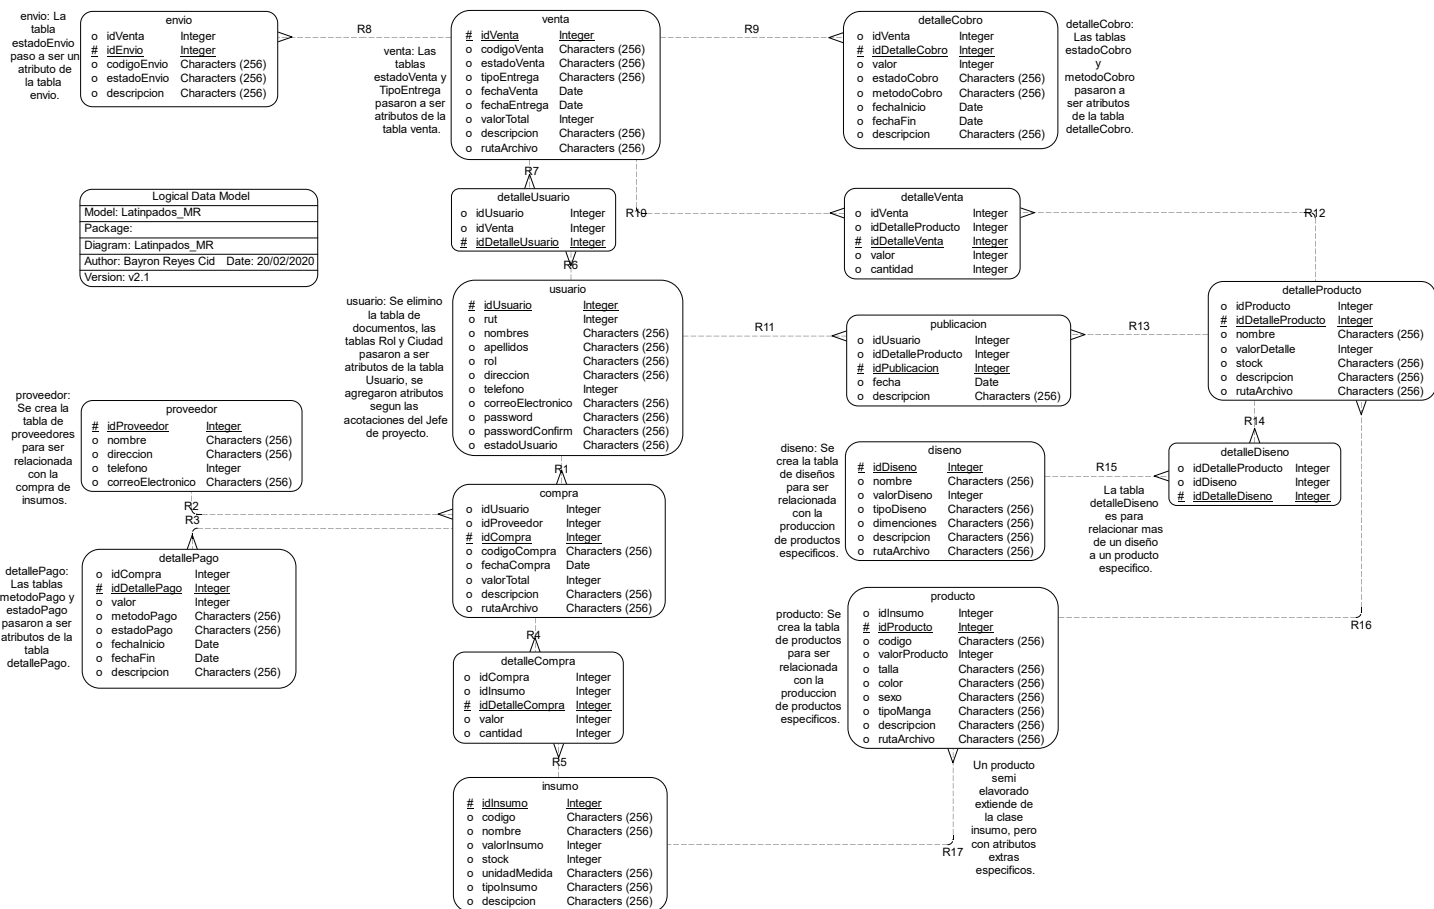 envio: La
tabla
estadoEnvio
paso a ser un
atributo de
la tabla
envio.
envio
o idVenta Integer
# idEnvio Integer
o codigoEnvio Characters (256)
o estadoEnvio Characters (256)
o descripcion Characters (256)
R8
venta: Las
tablas
estadoVenta y
TipoEntrega
pasaron a ser
atributos de la
tabla venta.
venta
# idVenta Integer
o codigoVenta Characters (256)
o estadoVenta Characters (256)
o tipoEntrega Characters (256)
o fechaVenta Date
o fechaEntrega Date
o valorTotal Integer
o descripcion Characters (256)
o rutaArchivo Characters (256)
R9
detalleCobro
o idVenta Integer
# idDetalleCobro Integer
o valor Integer
o estadoCobro Characters (256)
o metodoCobro Characters (256)
o fechaInicio Date
o fechaFin Date
o descripcion Characters (256)
detalleCobro:
Las tablas
estadoCobro
y
metodoCobro
pasaron a
ser atributos
de la tabla
detalleCobro.
Logical Data Model
Model: Latinpados_MR
Package:
Diagram: Latinpados_MR
Author: Bayron Reyes Cid Date: 20/02/2020
Version: v2.1
R7
detalleUsuario
o idUsuario Integer
o idVenta Integer
# idDetalleUsuario Integer
R10
detalleVenta
o idVenta Integer
o idDetalleProducto Integer
# idDetalleVenta Integer
o valor Integer
o cantidad Integer
R12
R6
usuario: Se elimino
la tabla de
documentos, las
tablas Rol y Ciudad
pasaron a ser
atributos de la tabla
Usuario, se
agregaron atributos
segun las
acotaciones del Jefe
de proyecto.
usuario
# idUsuario Integer
o rut Integer
o nombres Characters (256)
o apellidos Characters (256)
o rol Characters (256)
o direccion Characters (256)
o telefono Integer
o correoElectronico Characters (256)
o password Characters (256)
o passwordConfirm Characters (256)
o estadoUsuario Characters (256)
R11
publicacion
o idUsuario Integer
o idDetalleProducto Integer
# idPublicacion Integer
o fecha Date
o descripcion Characters (256)
R13
detalleProducto
o idProducto Integer
# idDetalleProducto Integer
o nombre Characters (256)
o valorDetalle Integer
o stock Characters (256)
o descripcion Characters (256)
o rutaArchivo Characters (256)
proveedor:
Se crea la
tabla de
proveedores
para ser
relacionada
con la
compra de
insumos.
proveedor
# idProveedor Integer
o nombre Characters (256)
o direccion Characters (256)
o telefono Integer
o correoElectronico Characters (256)
R2
R3
R1
compra
o idUsuario Integer
o idProveedor Integer
# idCompra Integer
o codigoCompra Characters (256)
o fechaCompra Date
o valorTotal Integer
o descripcion Characters (256)
o rutaArchivo Characters (256)
diseno: Se
crea la tabla
de diseños
para ser
relacionada
con la
produccion
de productos
especificos.
diseno
# idDiseno Integer
o nombre Characters (256)
o valorDiseno Integer
o tipoDiseno Characters (256)
o dimenciones Characters (256)
o descripcion Characters (256)
o rutaArchivo Characters (256)
R15
R14
detalleDiseno
o idDetalleProducto Integer
o idDiseno Integer
# idDetalleDiseno Integer
La tabla
detalleDiseno
es para
relacionar mas
de un diseño
a un producto
especifico.
detallePago:
Las tablas
metodoPago y
estadoPago
pasaron a ser
atributos de la
tabla
detallePago.
detallePago
o idCompra Integer
# idDetallePago Integer
o valor Integer
o metodoPago Characters (256)
o estadoPago Characters (256)
o fechaInicio Date
o fechaFin Date
o descripcion Characters (256)
R4
detalleCompra
o idCompra Integer
o idInsumo Integer
# idDetalleCompra Integer
o valor Integer
o cantidad Integer
producto: Se
crea la tabla
de productos
para ser
relacionada
con la
produccion
de productos
especificos.
producto
o idInsumo Integer
# idProducto Integer
o codigo Characters (256)
o valorProducto Integer
o talla Characters (256)
o color Characters (256)
o sexo Characters (256)
o tipoManga Characters (256)
o descripcion Characters (256)
o rutaArchivo Characters (256)
R16
R5
insumo
# idInsumo Integer
o codigo Characters (256)
o nombre Characters (256)
o valorInsumo Integer
o stock Integer
o unidadMedida Characters (256)
o tipoInsumo Characters (256)
o descipcion Characters (256)
R17
Un producto
semi
elavorado
extiende de
la clase
insumo, pero
con atributos
extras
especificos.